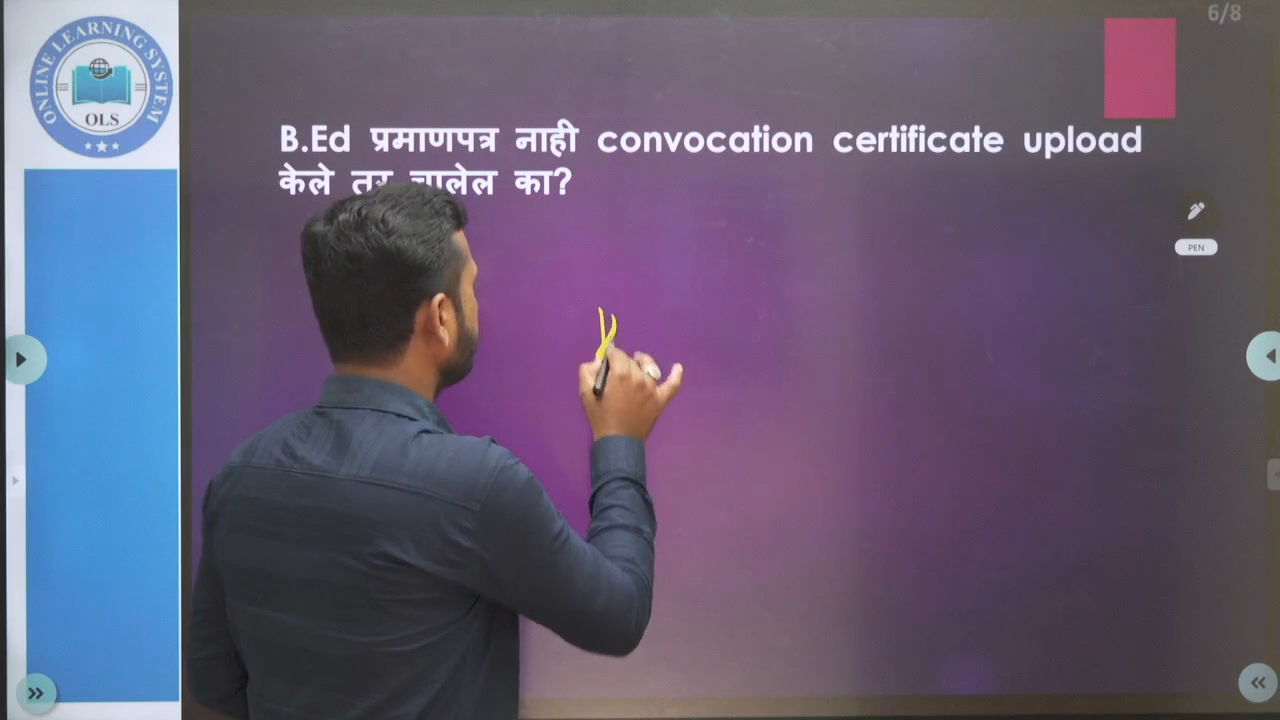 6/8
ONLINE LEARNING SYSTEM
OLS
B.Ed प्रमाणपत्र नाही convocation certificate upload
केले तर चालेल का?
PEN